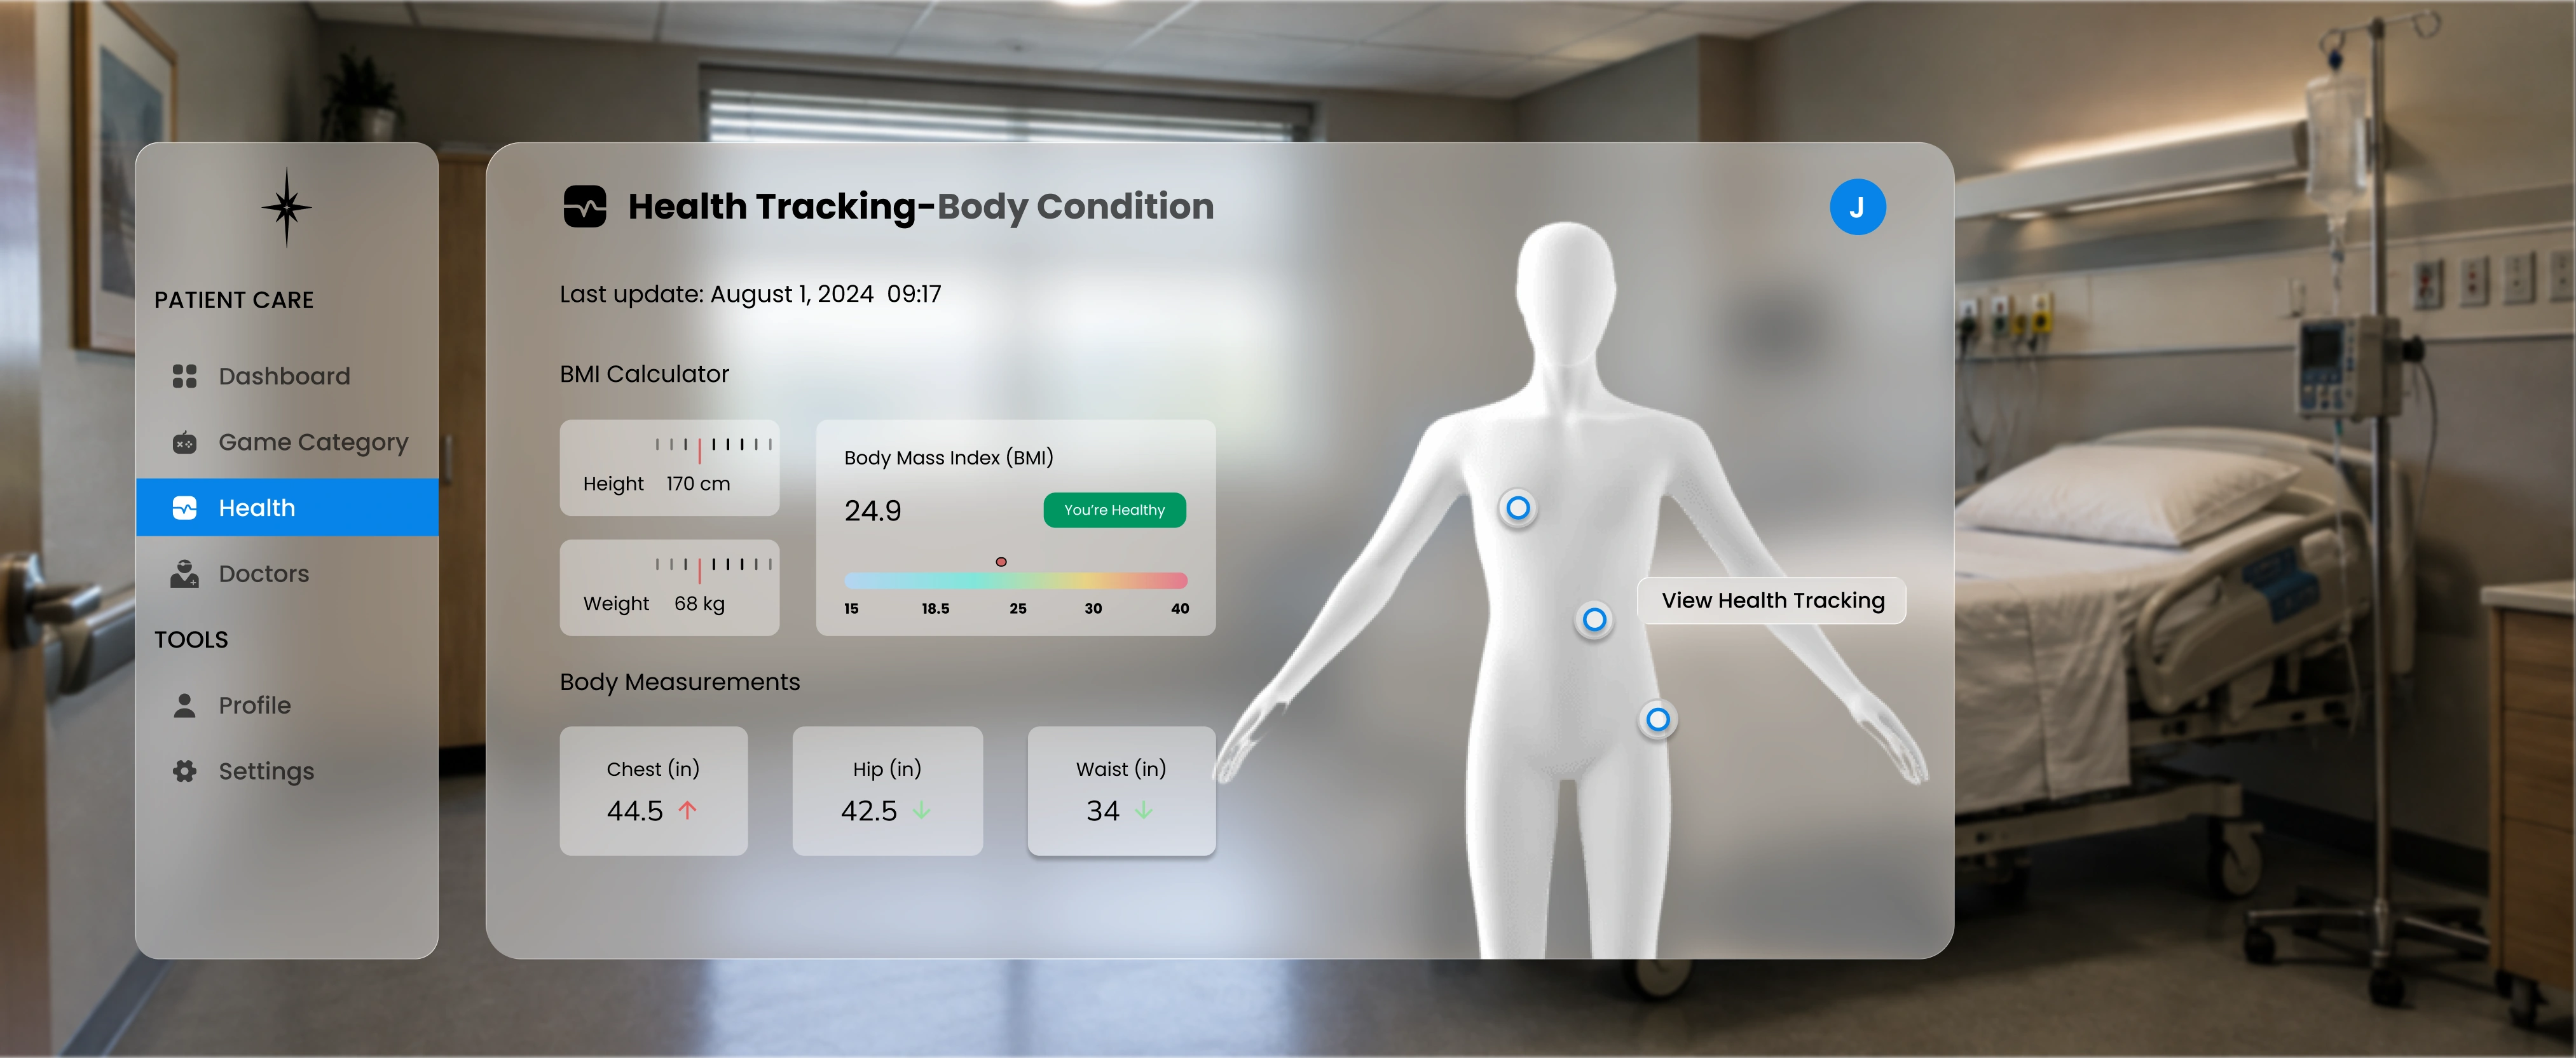 PATIENT CARE
Dashboard
Game Category
Health
Doctors
TOOLS
Profile
Settings
Health Tracking-Body Condition
J
Last update: August 1, 2024 09:17
BMI Calculator
Height 170 cm
Weight 68 kg
Body Mass Index (BMI)
24.9 You're Healthy
15 18.5 25 30 40
View Health Tracking
Body Measurements
Chest (in)
44.5 ↑
Hip (in)
42.5 ↓
Waist (in)
34 ↓